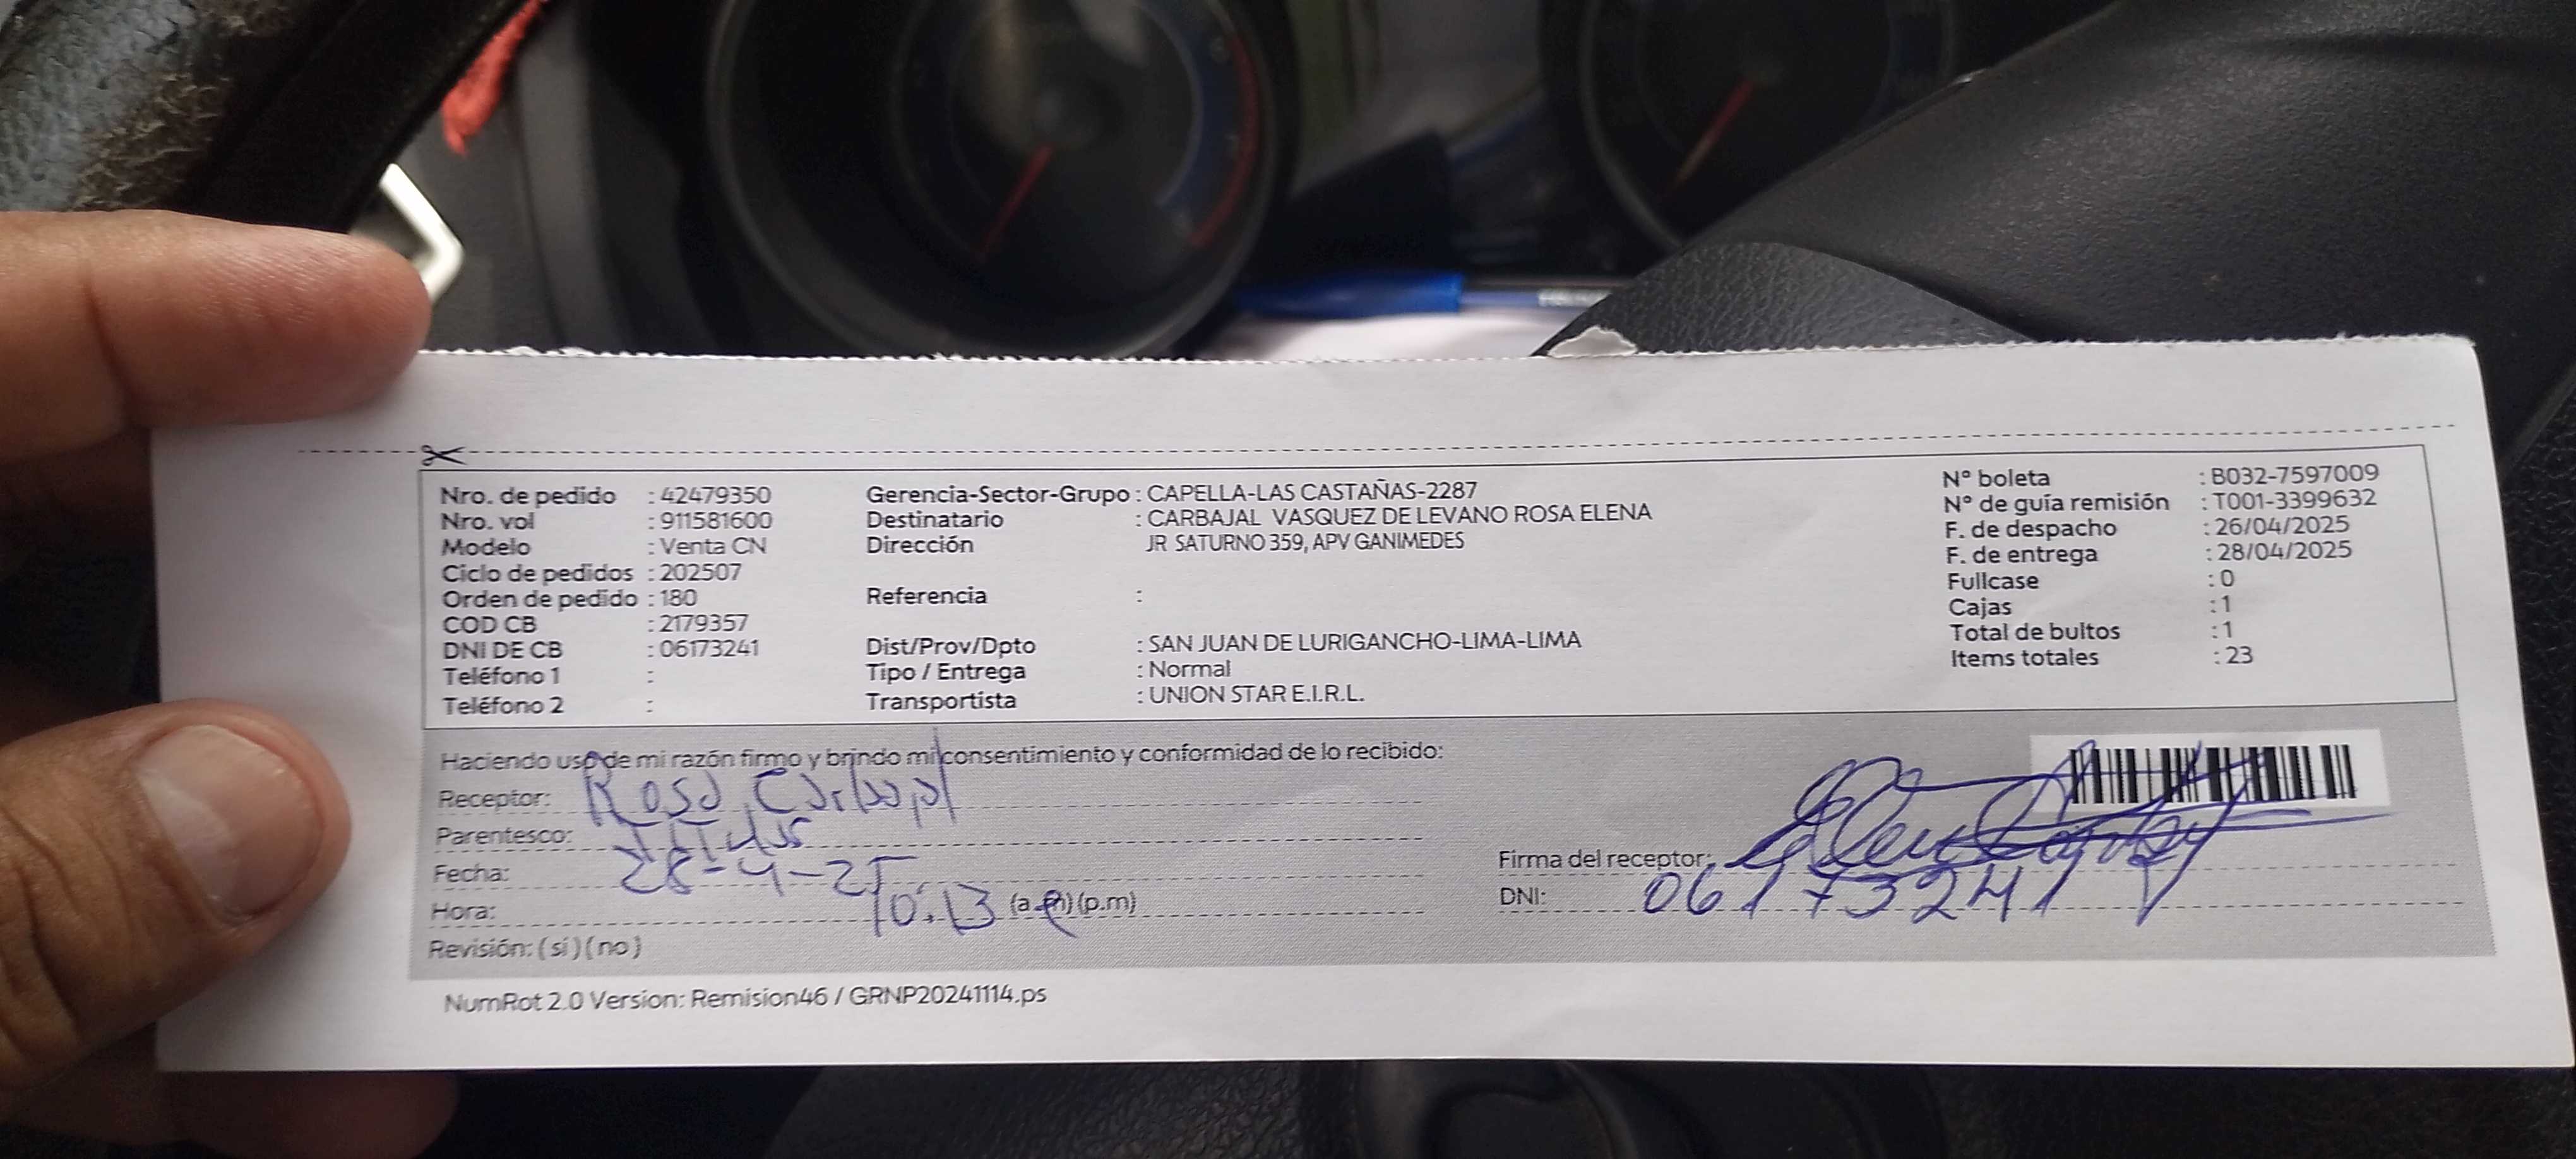 Nro. de pedido : 42479350
Nro. vol : 911581600
Modelo : Venta CN
Ciclo de pedidos : 202507
Orden de pedido : 180
COD CB : 2179357
DNI DE CB : 06173241
Teléfono 1 :
Teléfono 2 :
Gerencia-Sector-Grupo : CAPELLA-LAS CASTAÑAS-2287
Destinatario : CARBAJAL VASQUEZ DE LEVANO ROSA ELENA
Dirección JR SATURNO 359, APV GANIMEDES
Referencia :
Dist/Prov/Dpto : SAN JUAN DE LURIGANCHO-LIMA-LIMA
Tipo / Entrega : Normal
Transportista : UNION STAR E.I.R.L.
N° boleta : B032-7597009
N° de guía remisión : T001-3399632
F. de despacho : 26/04/2025
F. de entrega : 28/04/2025
Fullcase : 0
Cajas : 1
Total de bultos : 1
Items totales : 23
Haciendo uso de mi razón firmo y brindo mi consentimiento y conformidad de lo recibido:
Receptor: Rosa Carbajal
Parentesco:
Fecha: 28-4-25
Hora: 10:13 (a.m) (p.m)
Revisión: (si) (no)
Firma del receptor:
DNI: 06173241
NumRot 2.0 Version: Remision46 / GRNP20241114.ps